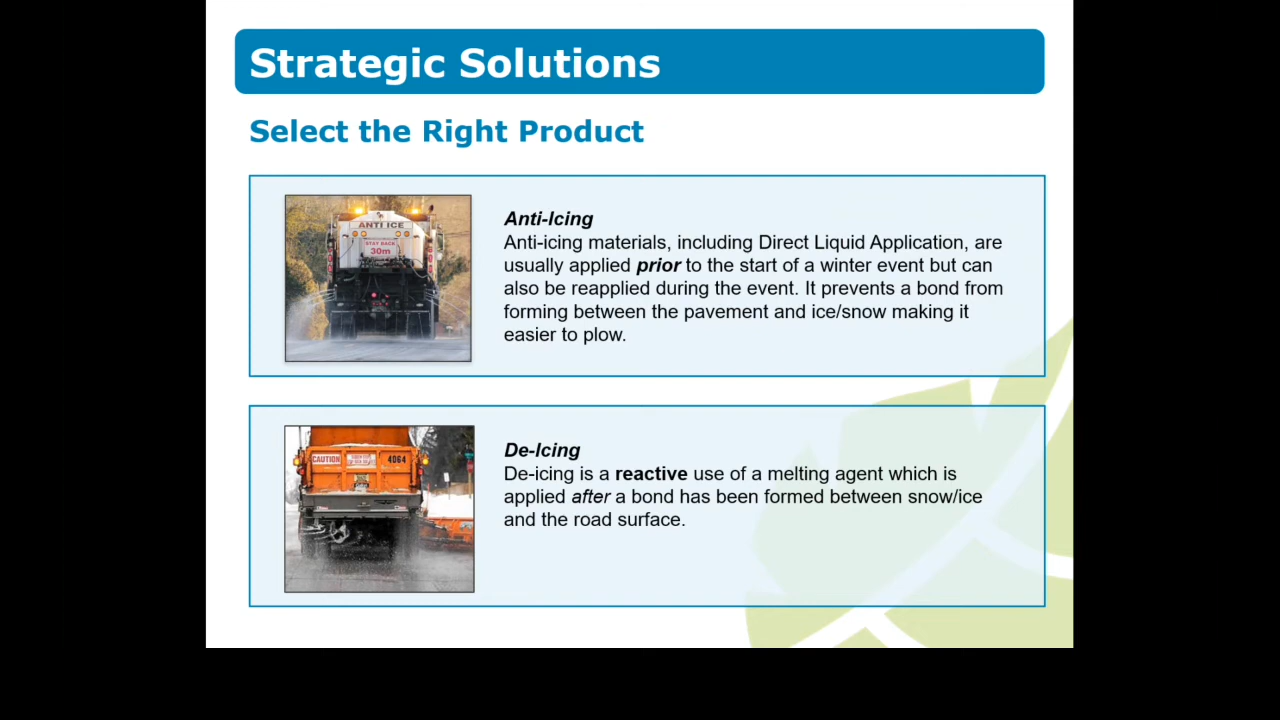 Strategic Solutions
Select the Right Product
ANTI ICE
STAY BACK
30m
Anti-Icing
Anti-icing materials, including Direct Liquid Application, are
usually applied prior to the start of a winter event but can
also be reapplied during the event. It prevents a bond from
forming between the pavement and ice/snow making it
easier to plow.
CAUTION
4064
De-Icing
De-icing is a reactive use of a melting agent which is
applied after a bond has been formed between snow/ice
and the road surface.